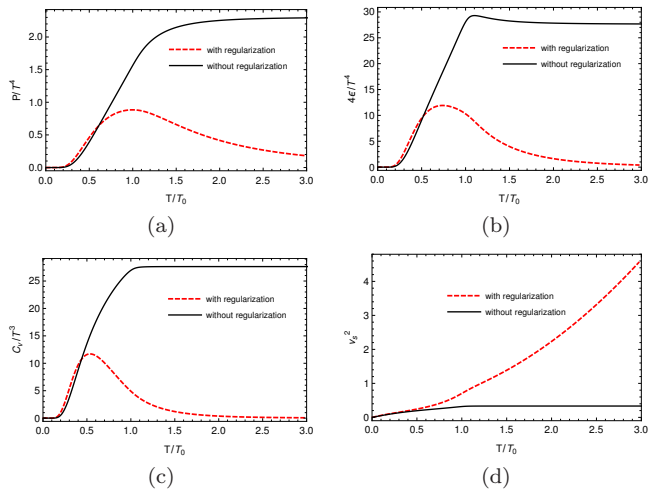 P/T⁴
2.0
1.5
1.0
0.5
0.0
with regularization
without regularization
0.0 0.5 1.0 1.5 2.0 2.5 3.0
T/T₀
(a)
4ϵ/T⁴
30
25
20
15
10
5
0
with regularization
without regularization
0.0 0.5 1.0 1.5 2.0 2.5 3.0
T/T₀
(b)
Cᵥ/T³
25
20
15
10
5
0
with regularization
without regularization
0.0 0.5 1.0 1.5 2.0 2.5 3.0
T/T₀
(c)
vₛ²
4
3
2
1
0
with regularization
without regularization
0.0 0.5 1.0 1.5 2.0 2.5 3.0
T/T₀
(d)